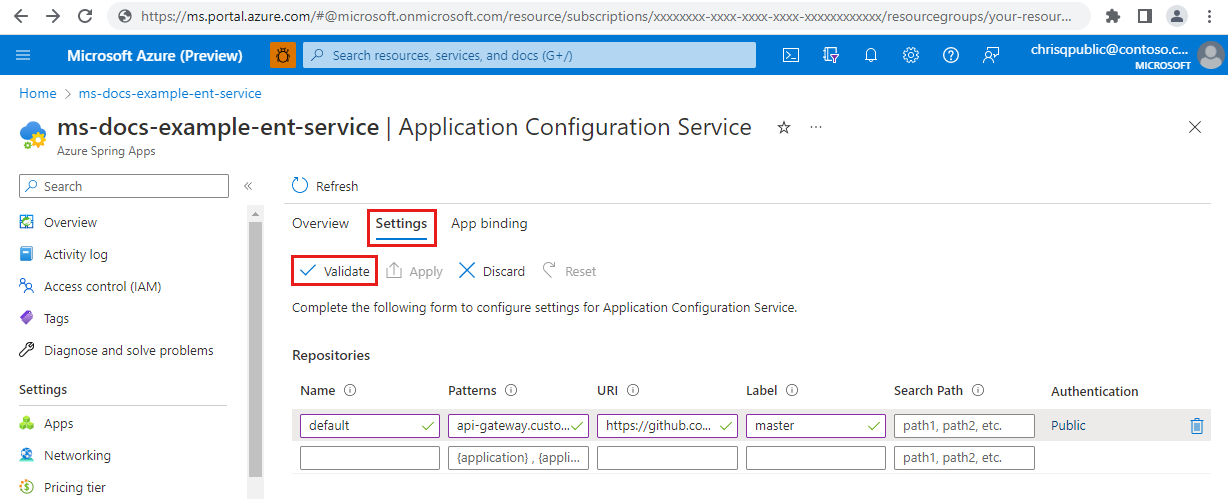 https://ms.portal.azure.com/#@microsoft.onmicrosoft.com/resource/subscriptions/xxxxxxxx-xxxx-xxxx-xxxx-xxxxxxxxxxxx/resourcegroups/your-resour...
Microsoft Azure (Preview)
Search resources, services, and docs (G+/)
chrisqpublic@contoso.c...
MICROSOFT
Home > ms-docs-example-ent-service
ms-docs-example-ent-service | Application Configuration Service
Azure Spring Apps
Search
Refresh
Overview
Activity log
Access control (IAM)
Tags
Diagnose and solve problems
Settings
Apps
Networking
Pricing tier
Overview Settings App binding
Validate Apply Discard Reset
Complete the following form to configure settings for Application Configuration Service.
Repositories
Name Patterns URI Label Search Path Authentication
default api-gateway.custo... https://github.co... master path1, path2, etc. Public
{application} , {appli... path1, path2, etc.